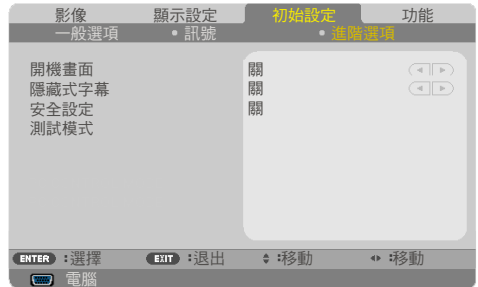 影像 顯示設定 初始設定 功能
一般選項 • 訊號 • 進階選項
開機畫面 關
隱藏式字幕 關
安全設定 關
測試模式
ENTER :選擇 EXIT :退出 :移動 :移動
電腦